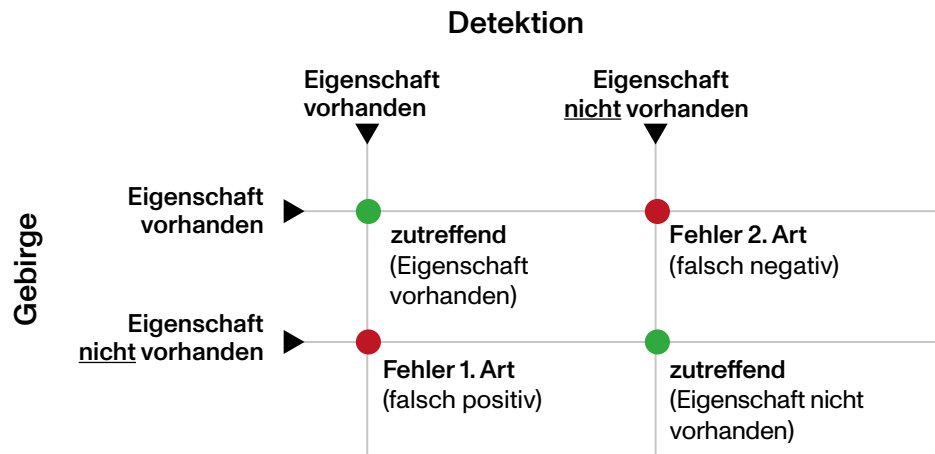 Detektion
Eigenschaft
vorhanden
Eigenschaft
nicht vorhanden
Gebirge
Eigenschaft
vorhanden
zutreffend
(Eigenschaft
vorhanden)
Fehler 2. Art
(falsch negativ)
Eigenschaft
nicht vorhanden
Fehler 1. Art
(falsch positiv)
zutreffend
(Eigenschaft nicht
vorhanden)